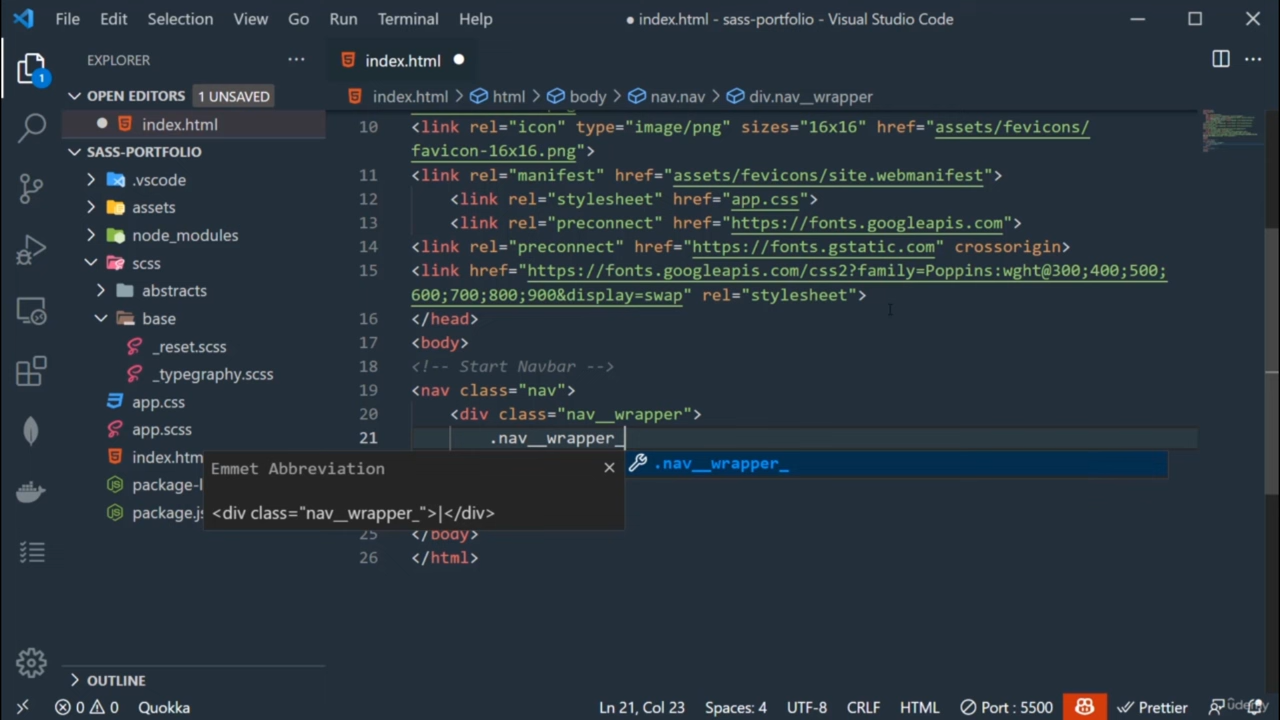 File Edit Selection View Go Run Terminal Help ● index.html - sass-portfolio - Visual Studio Code
EXPLORER ···
index.html ●
OPEN EDITORS 1 UNSAVED
index.html > html > body > nav.nav > div.nav__wrapper
● index.html
SASS-PORTFOLIO
.vscode
assets
node_modules
scss
abstracts
base
_reset.scss
_typegraphy.scss
app.css
app.scss
index.htm
package-l
package.js
OUTLINE
1
10 <link rel="icon" type="image/png" sizes="16x16" href="assets/fevicons/
favicon-16x16.png">
11 <link rel="manifest" href="assets/fevicons/site.webmanifest">
12 <link rel="stylesheet" href="app.css">
13 <link rel="preconnect" href="https://fonts.googleapis.com">
14 <link rel="preconnect" href="https://fonts.gstatic.com" crossorigin>
15 <link href="https://fonts.googleapis.com/css2?family=Poppins:wght@300;400;500;
600;700;800;900&display=swap" rel="stylesheet">
16 </head>
17 <body>
18 <!-- Start Navbar -->
19 <nav class="nav">
20 <div class="nav__wrapper">
21 .nav__wrapper_
.nav__wrapper_
Emmet Abbreviation ×
<div class="nav__wrapper_">|</div>
25 </body>
26 </html>
0 0 Quokka Ln 21, Col 23 Spaces: 4 UTF-8 CRLF HTML Port : 5500 Prettier
udemy